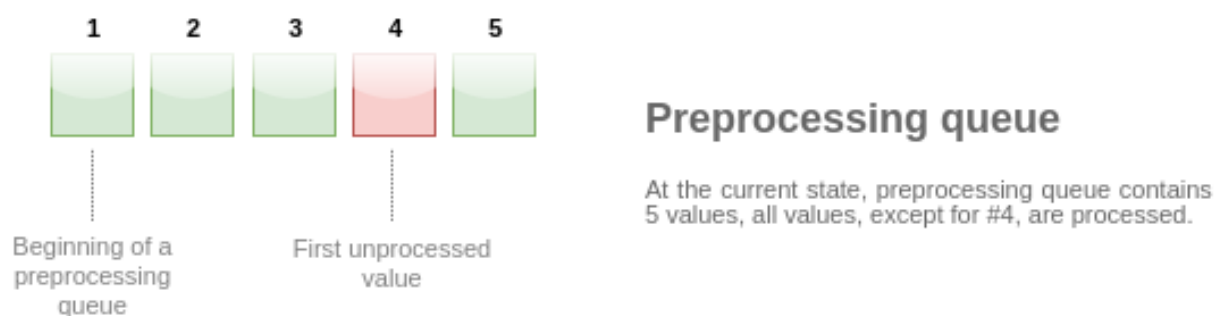 1 2 3 4 5
Preprocessing queue
At the current state, preprocessing queue contains
5 values, all values, except for #4, are processed.
Beginning of a
preprocessing
queue
First unprocessed
value